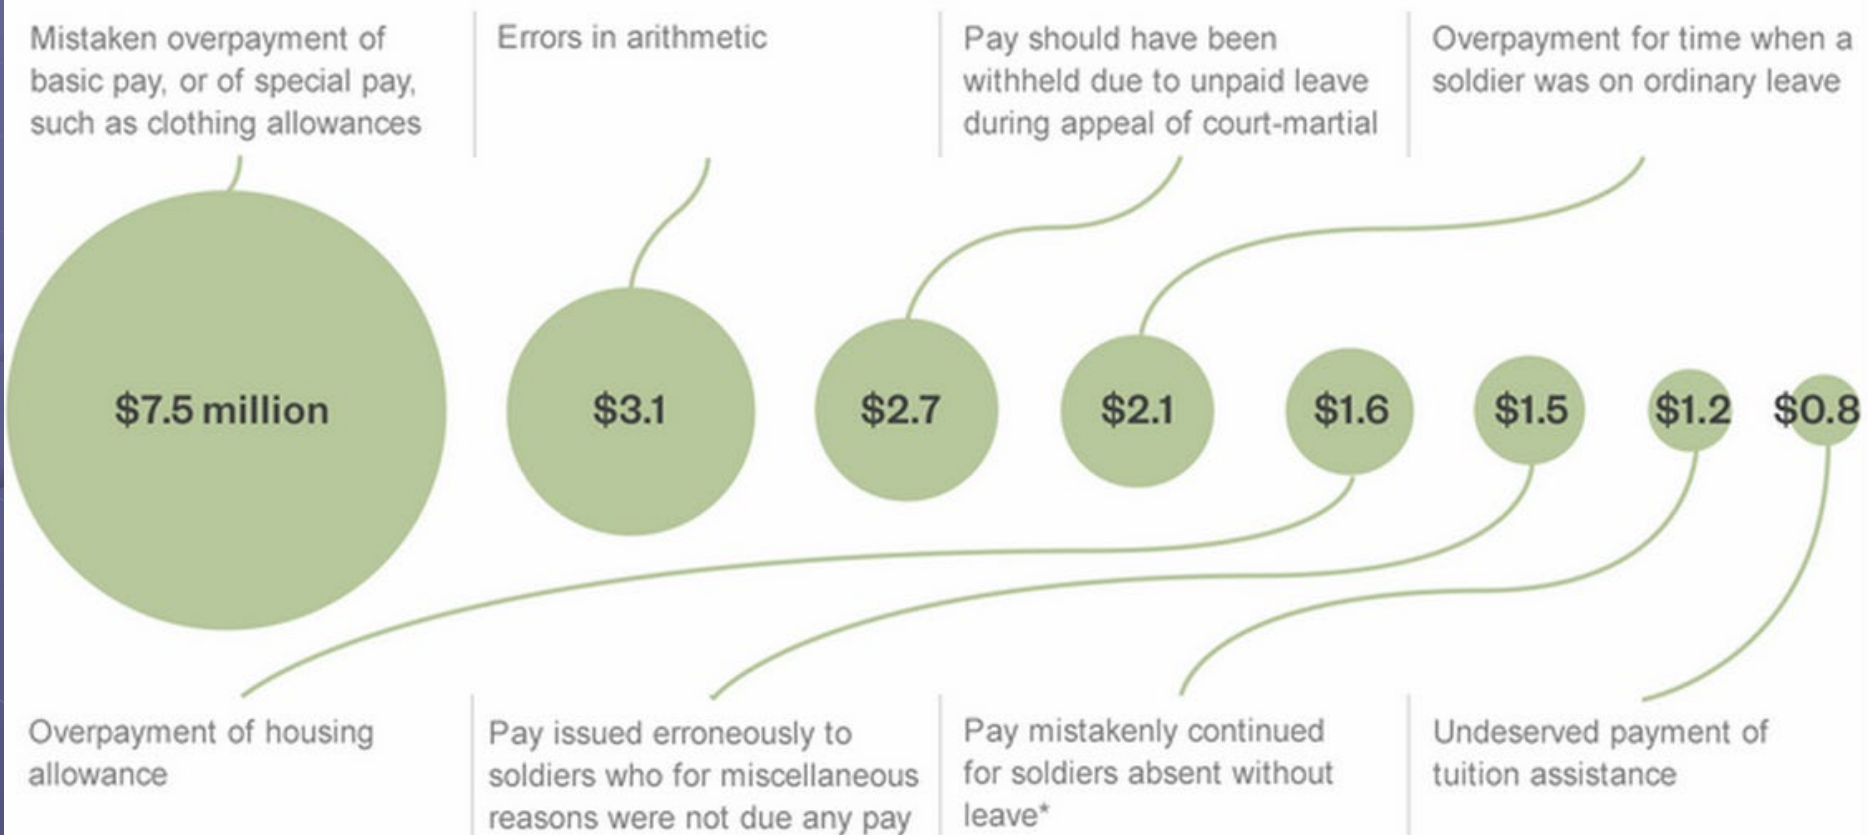 Mistaken overpayment of
basic pay, or of special pay,
such as clothing allowances
Errors in arithmetic
Pay should have been
withheld due to unpaid leave
during appeal of court-martial
Overpayment for time when a
soldier was on ordinary leave
$7.5 million
$3.1
$2.7
$2.1
$1.6
$1.5
$1.2
$0.8
Overpayment of housing
allowance
Pay issued erroneously to
soldiers who for miscellaneous
reasons were not due any pay
Pay mistakenly continued
for soldiers absent without
leave*
Undeserved payment of
tuition assistance